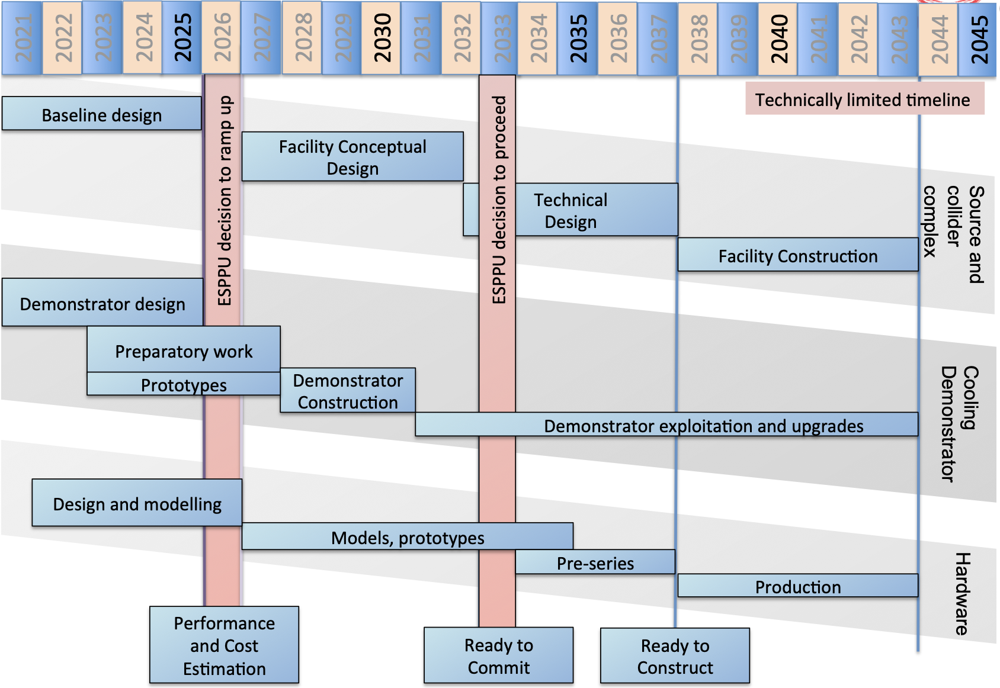 2021 2022 2023 2024 2025 2026 2027 2028 2029 2030 2031 2032 2033 2034 2035 2036 2037 2038 2039 2040 2041 2042 2043 2044 2045
Technically limited timeline
Baseline design
ESPPU decision to ramp up
ESPPU decision to proceed
Facility Conceptual
Design
Technical
Design
Facility Construction
Source and
collider
complex
Demonstrator design
Preparatory work
Prototypes
Demonstrator
Construction
Demonstrator exploitation and upgrades
Cooling
Demonstrator
Design and modelling
Models, prototypes
Pre-series
Production
Hardware
Performance
and Cost
Estimation
Ready to
Commit
Ready to
Construct